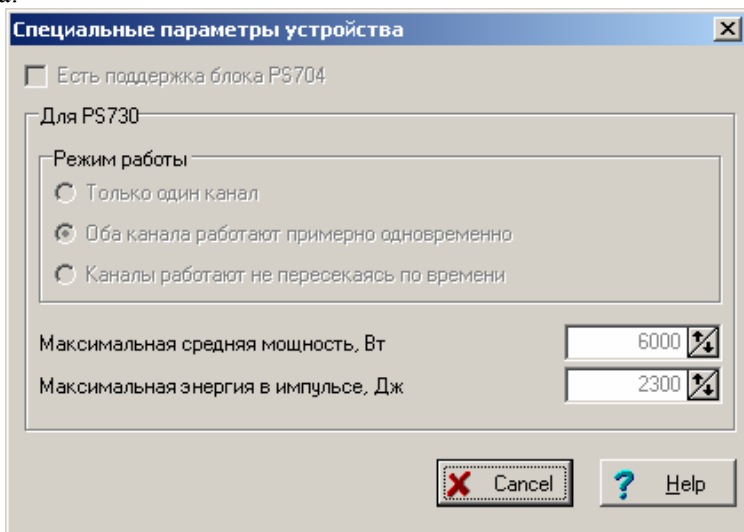 Специальные параметры устройства
Есть поддержка блока PS704
Для PS730
Режим работы
Только один канал
Оба канала работают примерно одновременно
Каналы работают не пересекаясь по времени
Максимальная средняя мощность, Вт 6000
Максимальная энергия в импульсе, Дж 2300
Cancel ? Help